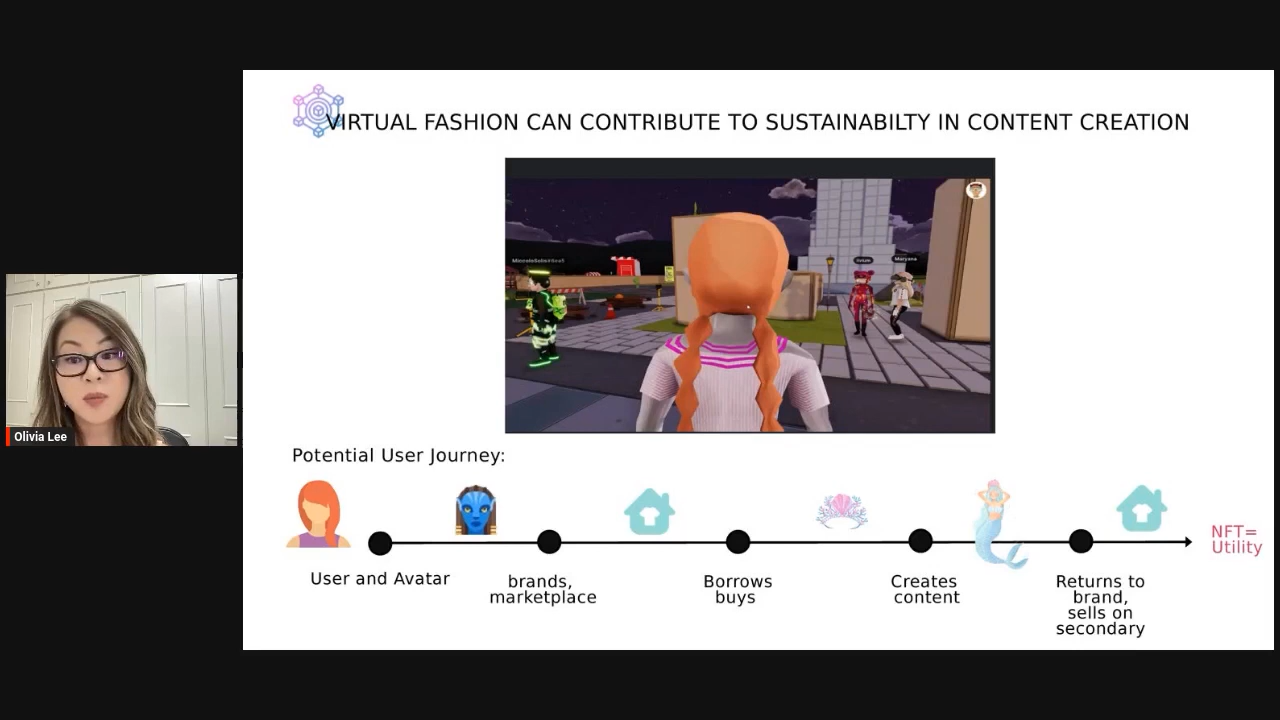 VIRTUAL FASHION CAN CONTRIBUTE TO SUSTAINABILTY IN CONTENT CREATION
Maryana
Olivia Lee
Potential User Journey:
NFT=
Utility
User and Avatar
brands,
marketplace
Borrows
buys
Creates
content
Returns to
brand,
sells on
secondary